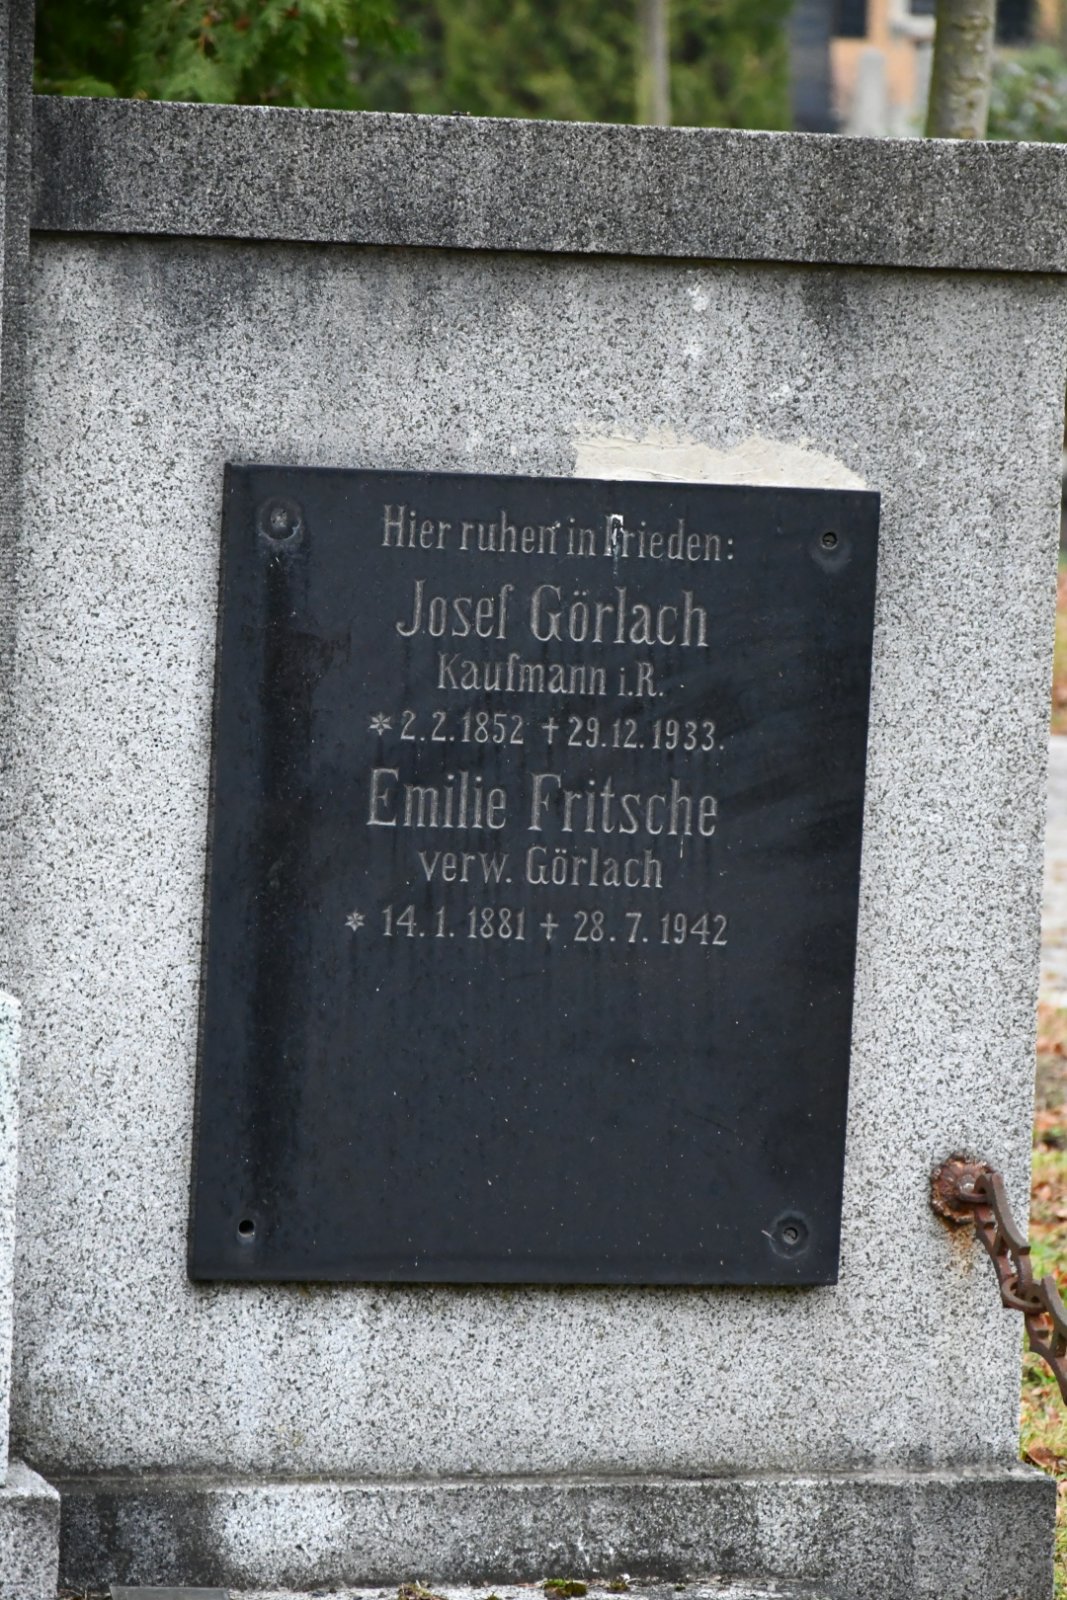 Hier ruhen in Frieden:
Josef Görlach
Kaufmann i.R.
* 2.2.1852 + 29.12.1933.
Emilie Fritsche
verw. Görlach
* 14.1.1881 + 28.7.1942